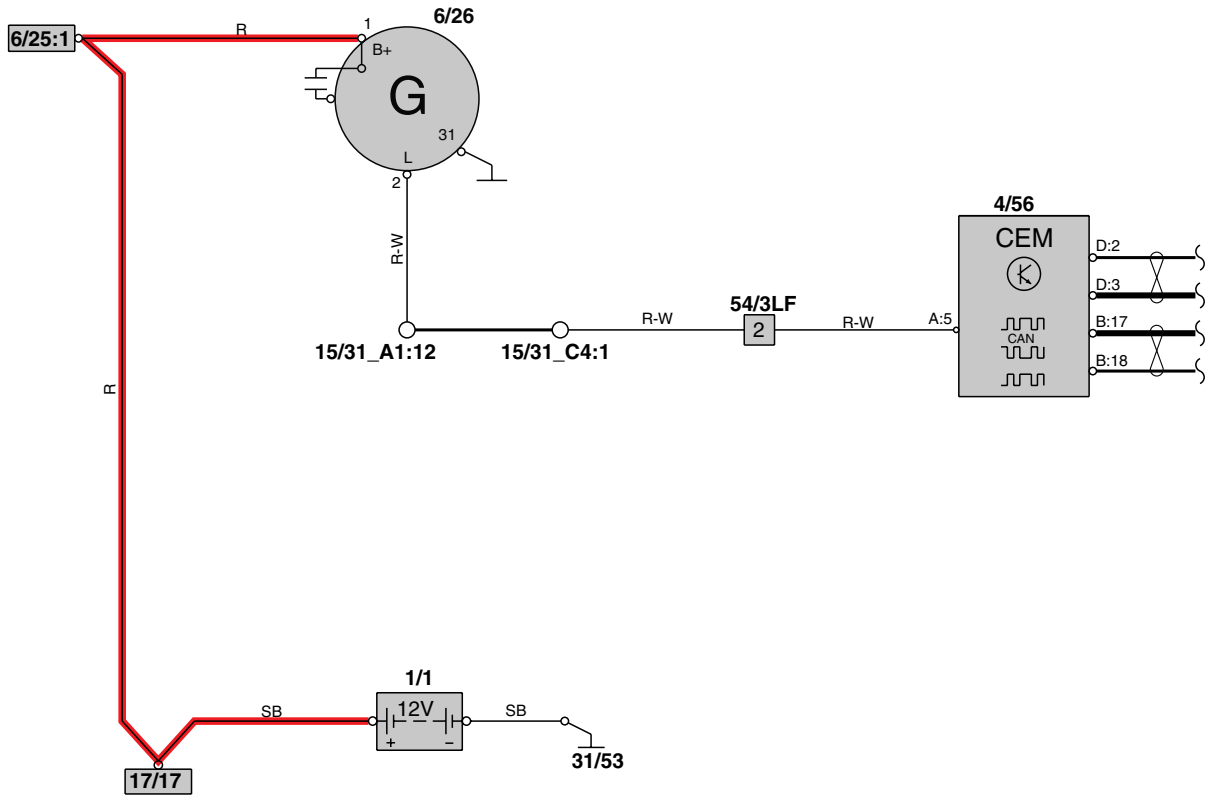 6/26
R
1
6/25:1
B+
G
31
L
2
R-W
4/56
CEM
D:2
D:3
54/3LF
R-W
2
R-W
A:5
CAN
B:17
15/31_A1:12
15/31_C4:1
B:18
R
1/1
SB
12V
SB
+
−
31/53
17/17